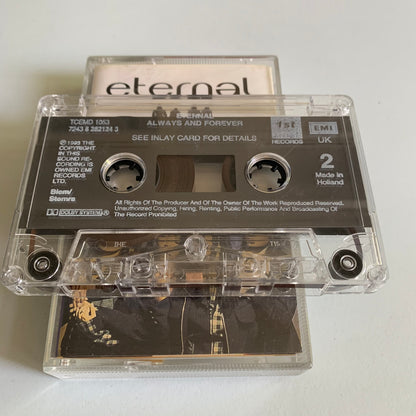 eternal
TCEMD 1053
7243 8 282124 3
ETERNAL
ALWAYS AND FOREVER
SEE INLAY CARD FOR DETAILS
1st
RECORDS
EMI
UK
2
Made in
Holland
THE
COPYRIGHT
IN THIS
SOUND RE-
CORDING IS
OWNED EMI
RECORDS
LTD.
Biem/
Stemra
DOLBY SYSTEM
All Rights Of The Producer And Of The Owner Of The Work Reproduced Reserved.
Unauthorised Copying, Hiring, Renting, Public Performance And Broadcasting Of
The Record Prohibited